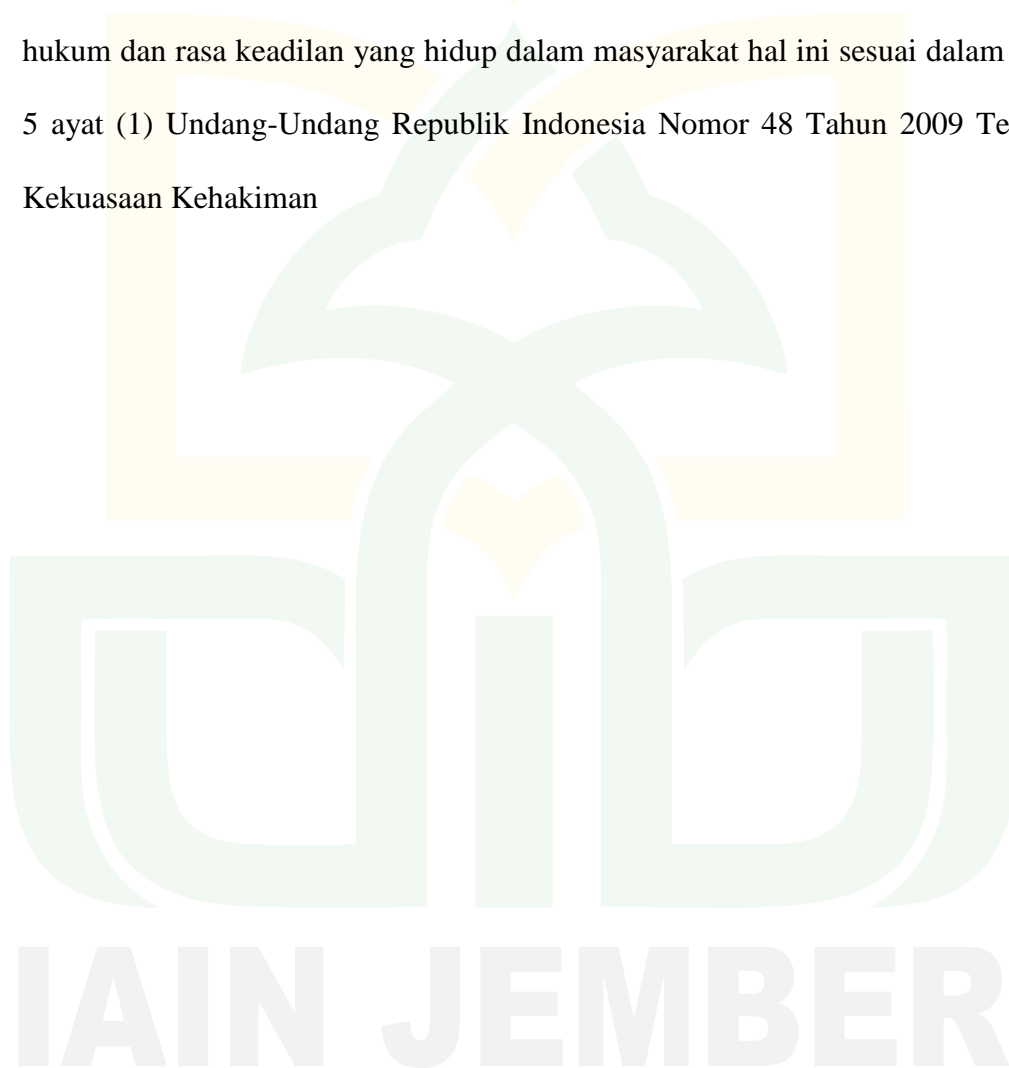 hukum dan rasa keadilan yang hidup dalam masyarakat hal ini sesuai dalam
5 ayat (1) Undang-Undang Republik Indonesia Nomor 48 Tahun 2009 Te
Kekuasaan Kehakiman
IAIN JEMBER